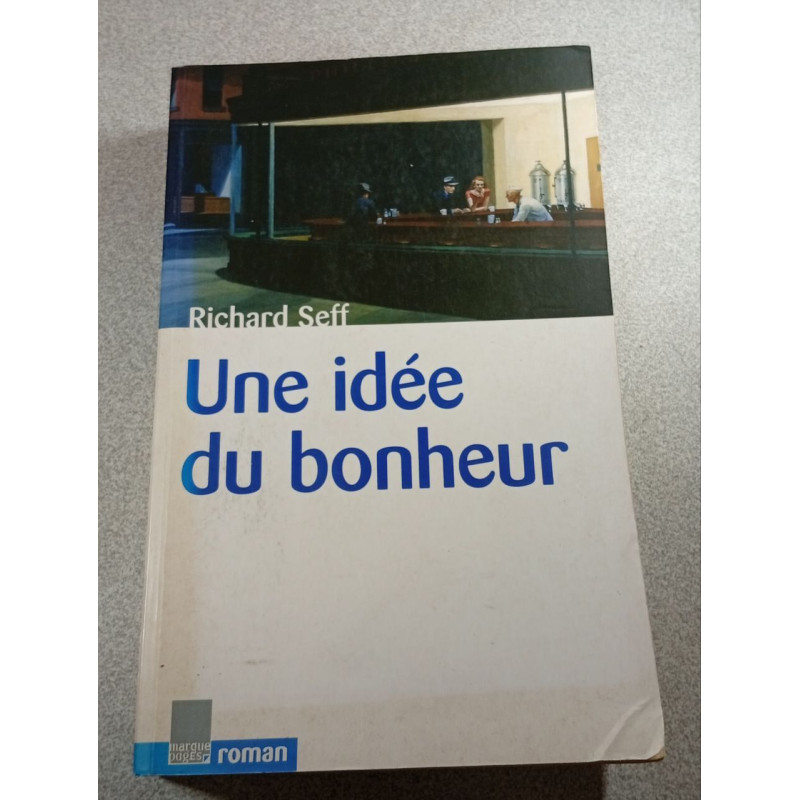 Richard Seff
Une idée
du bonheur
marque
pages
roman